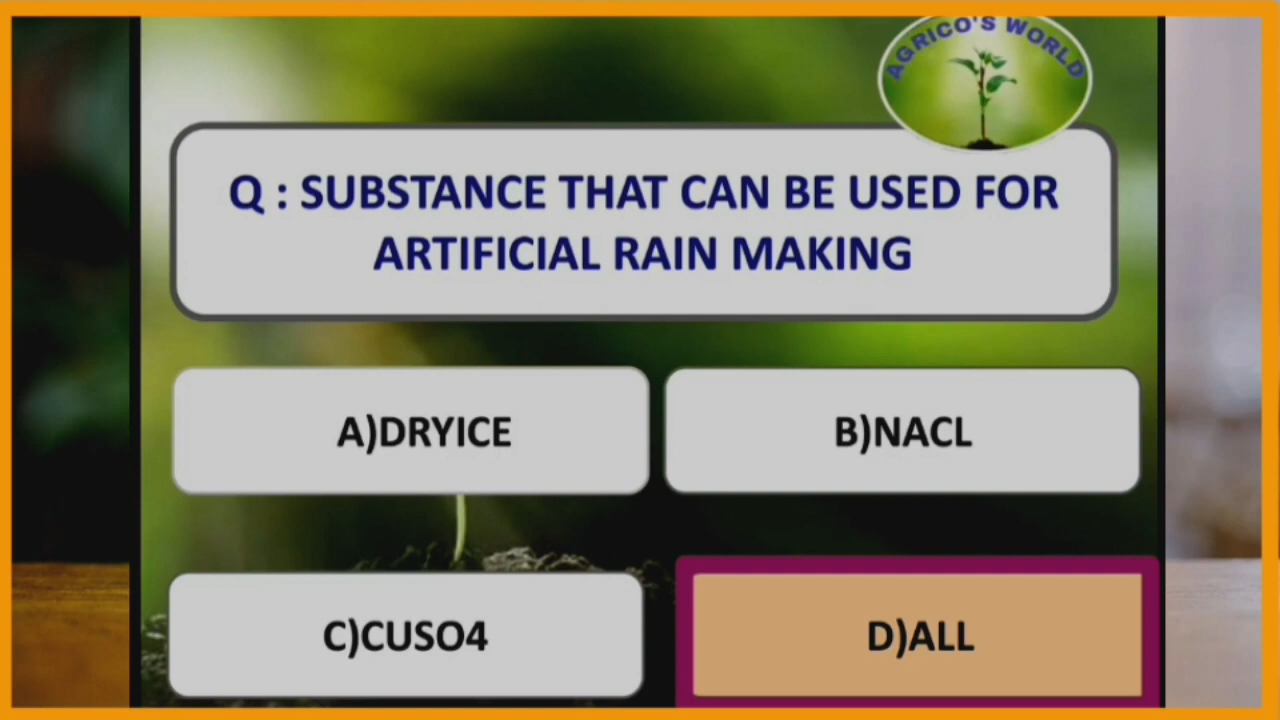 AGRICO'S WORLD
Q : SUBSTANCE THAT CAN BE USED FOR
ARTIFICIAL RAIN MAKING
A)DRYICE
B)NACL
C)CUSO4
D)ALL